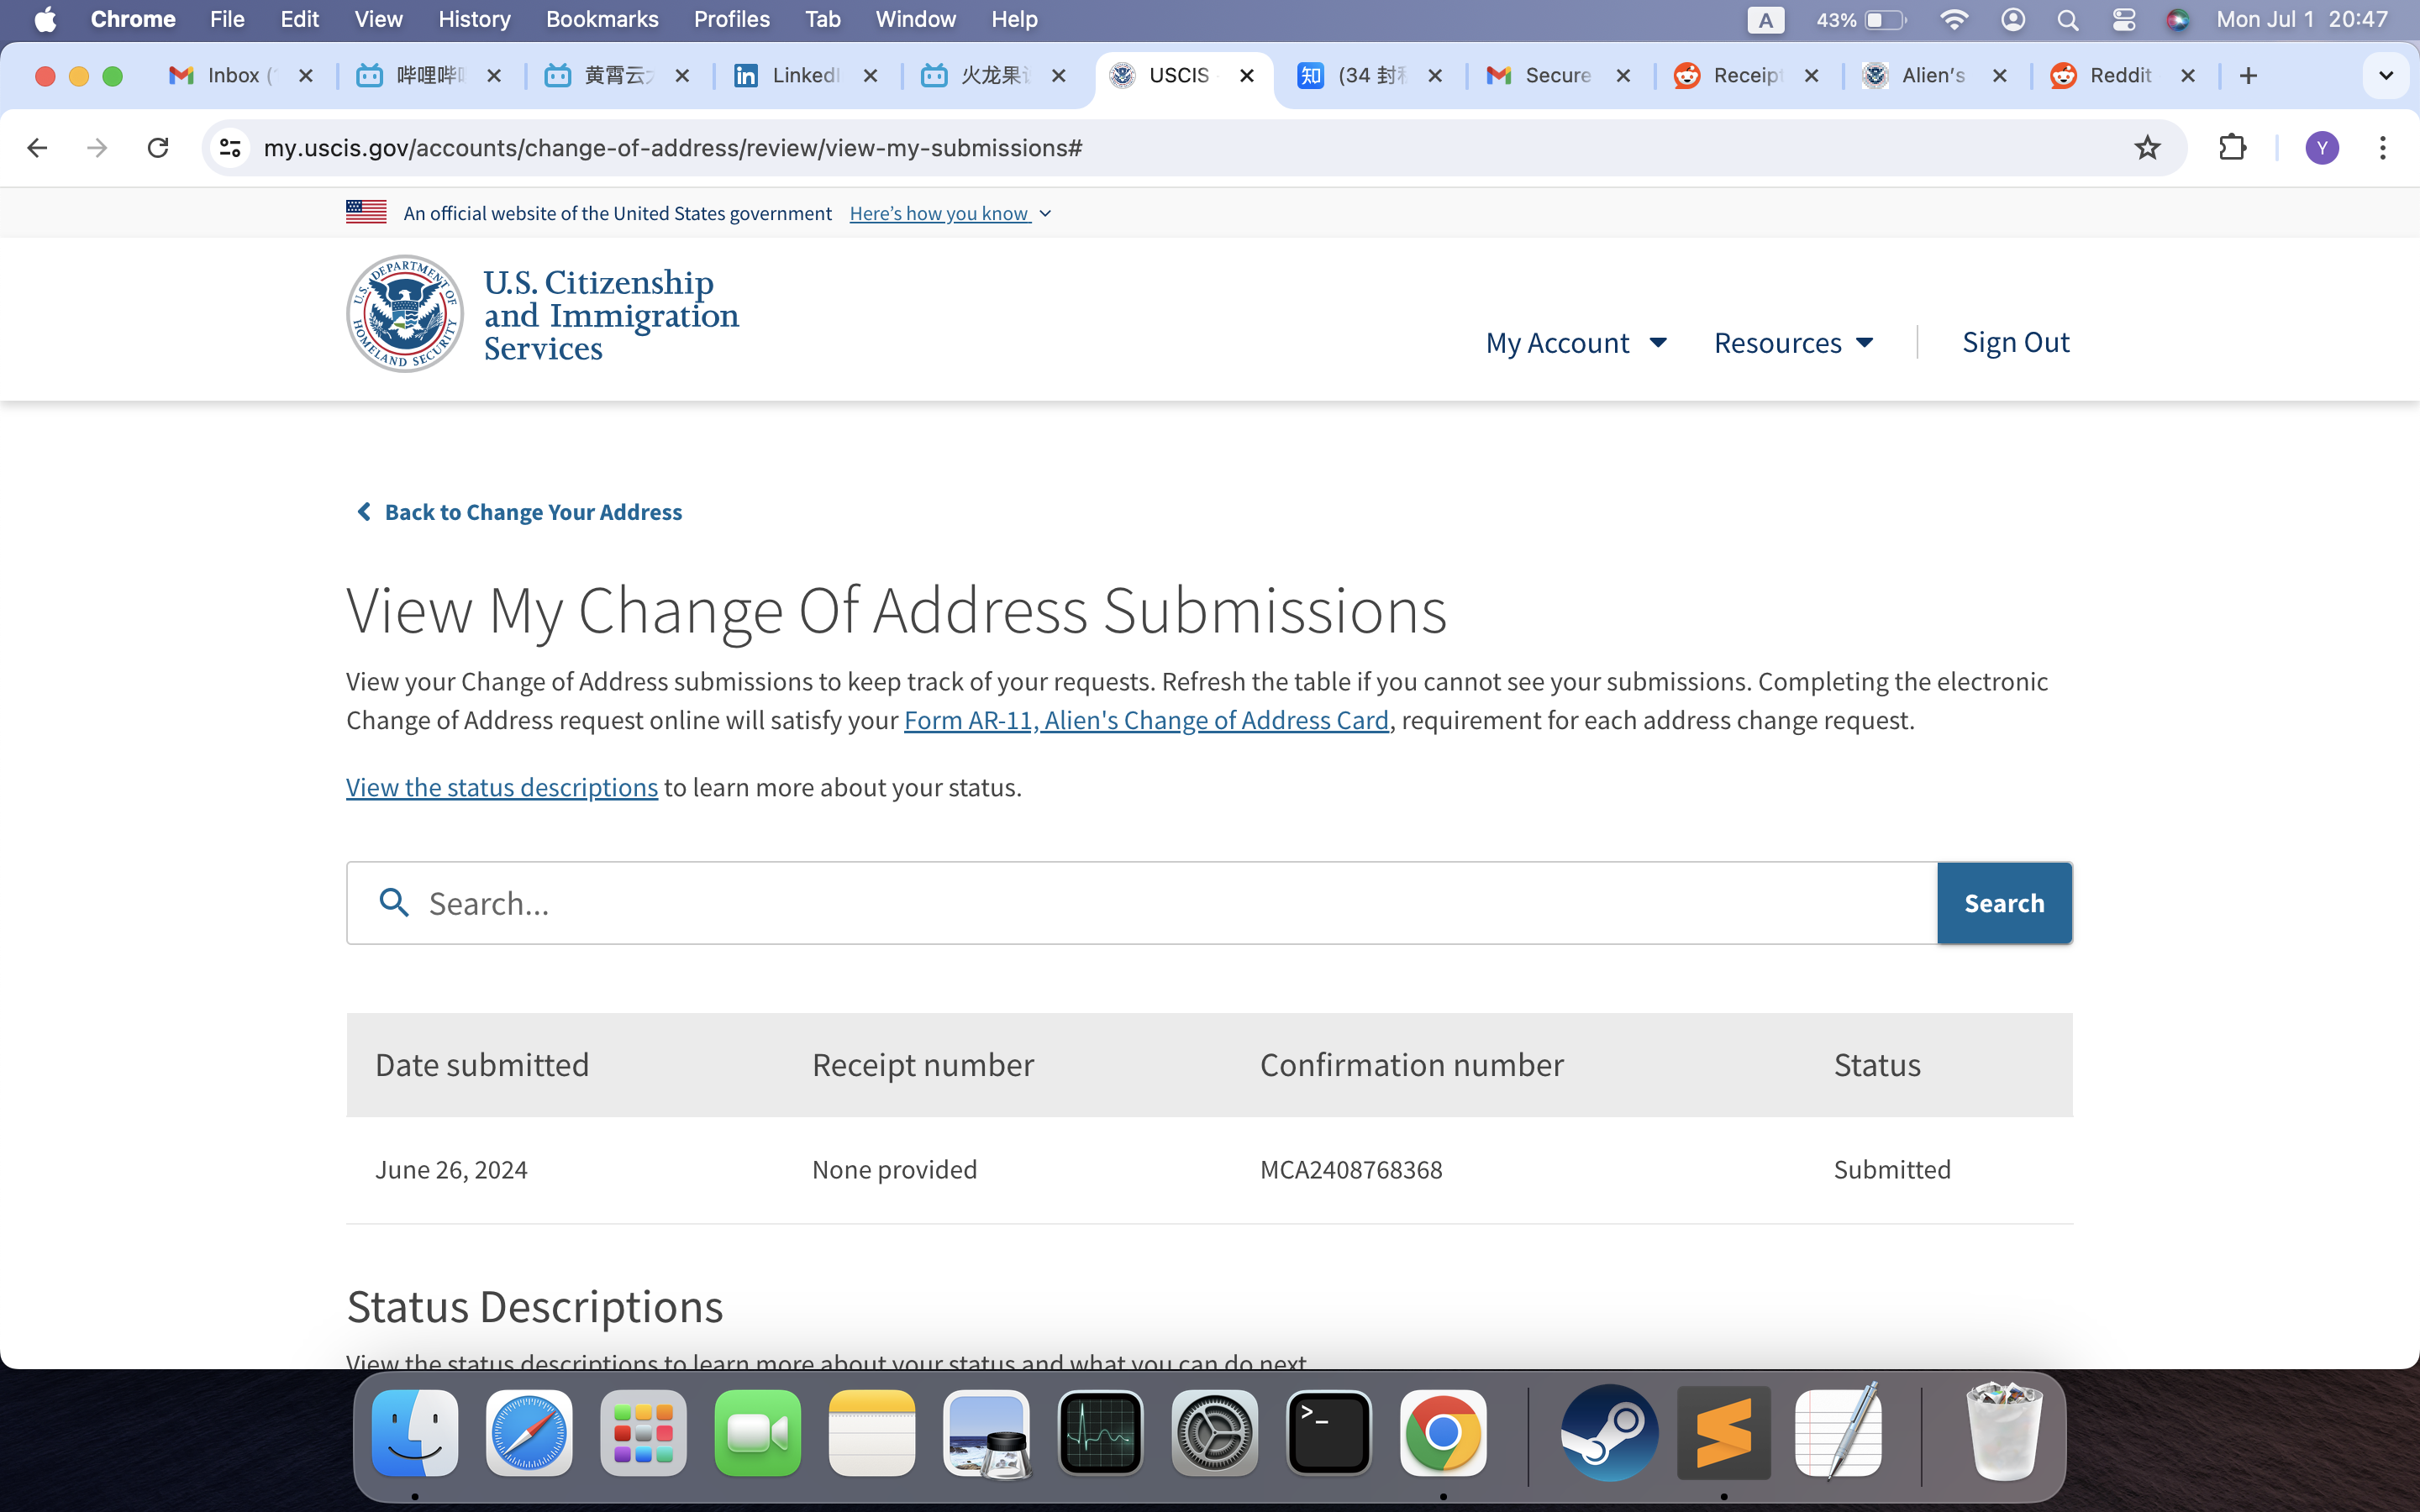 Chrome File Edit View History Bookmarks Profiles Tab Window Help A 43% Mon Jul 1 20:47
Inbox ( 哔哩哔 黄霄云 LinkedI 火龙果 USCIS 知 (34 封 Secure Receip Alien's Reddit
my.uscis.gov/accounts/change-of-address/review/view-my-submissions# Y
An official website of the United States government Here's how you know
U.S. DEPARTMENT OF HOMELAND SECURITY
U.S. Citizenship
and Immigration
Services
My Account Resources Sign Out
Back to Change Your Address
View My Change Of Address Submissions
View your Change of Address submissions to keep track of your requests. Refresh the table if you cannot see your submissions. Completing the electronic
Change of Address request online will satisfy your Form AR-11, Alien's Change of Address Card, requirement for each address change request.
View the status descriptions to learn more about your status.
Search... Search
Date submitted Receipt number Confirmation number Status
June 26, 2024 None provided MCA2408768368 Submitted
Status Descriptions
View the status descriptions to learn more about your status and what you can do next.